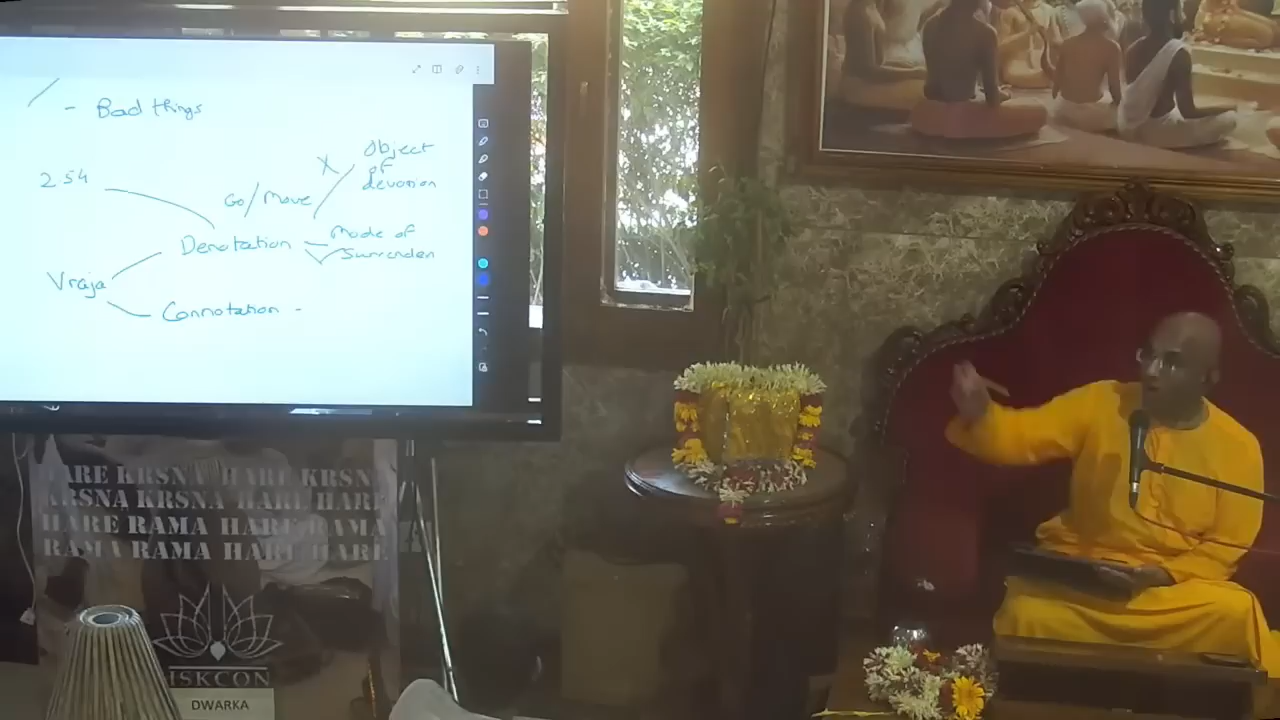 - Bad things
2.54
Go/Move
X
Object
of
devotion
Denotation
Mode of
Surrender
Vraja
Connotation -
HARE KRSNA HARE KRSN
KRSNA KRSNA HARE HARE
HARE RAMA HARE RAMA
RAMA RAMA HARE HARE
ISKCON
DWARKA